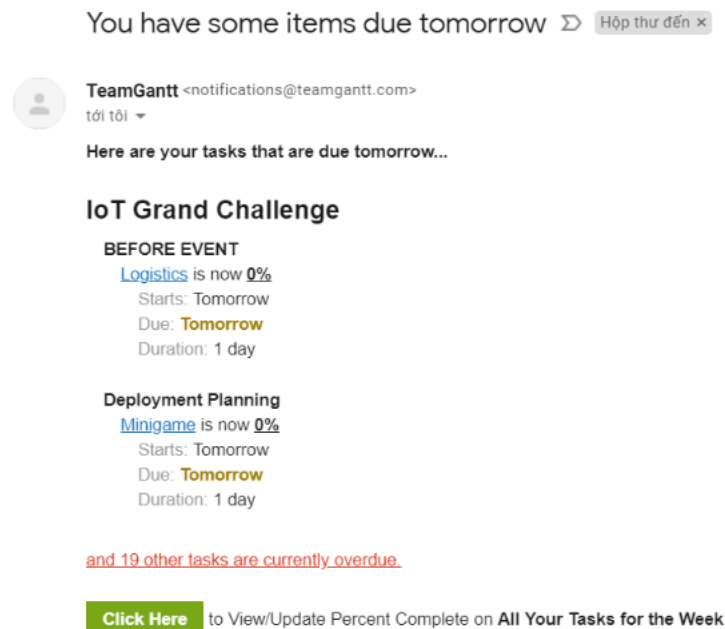 You have some items due tomorrow Hộp thư đến ×
TeamGantt <notifications@teamgantt.com>
tới tôi
Here are your tasks that are due tomorrow...
IoT Grand Challenge
BEFORE EVENT
Logistics is now 0%
Starts: Tomorrow
Due: Tomorrow
Duration: 1 day
Deployment Planning
Minigame is now 0%
Starts: Tomorrow
Due: Tomorrow
Duration: 1 day
and 19 other tasks are currently overdue.
Click Here to View/Update Percent Complete on All Your Tasks for the Week